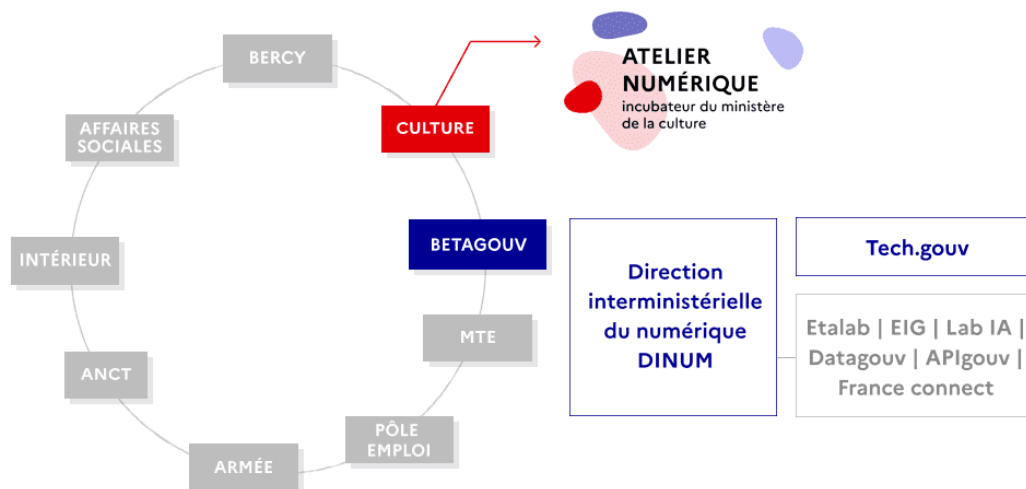 BERCY
ATELIER
NUMÉRIQUE
incubateur du ministère
de la culture
CULTURE
AFFAIRES
SOCIALES
BETAGOUV
INTÉRIEUR
Direction
interministérielle
du numérique
DINUM
Tech.gouv
Etalab | EIG | Lab IA |
Datagouv | APIgouv |
France connect
MTE
ANCT
PÔLE
EMPLOI
ARMÉE